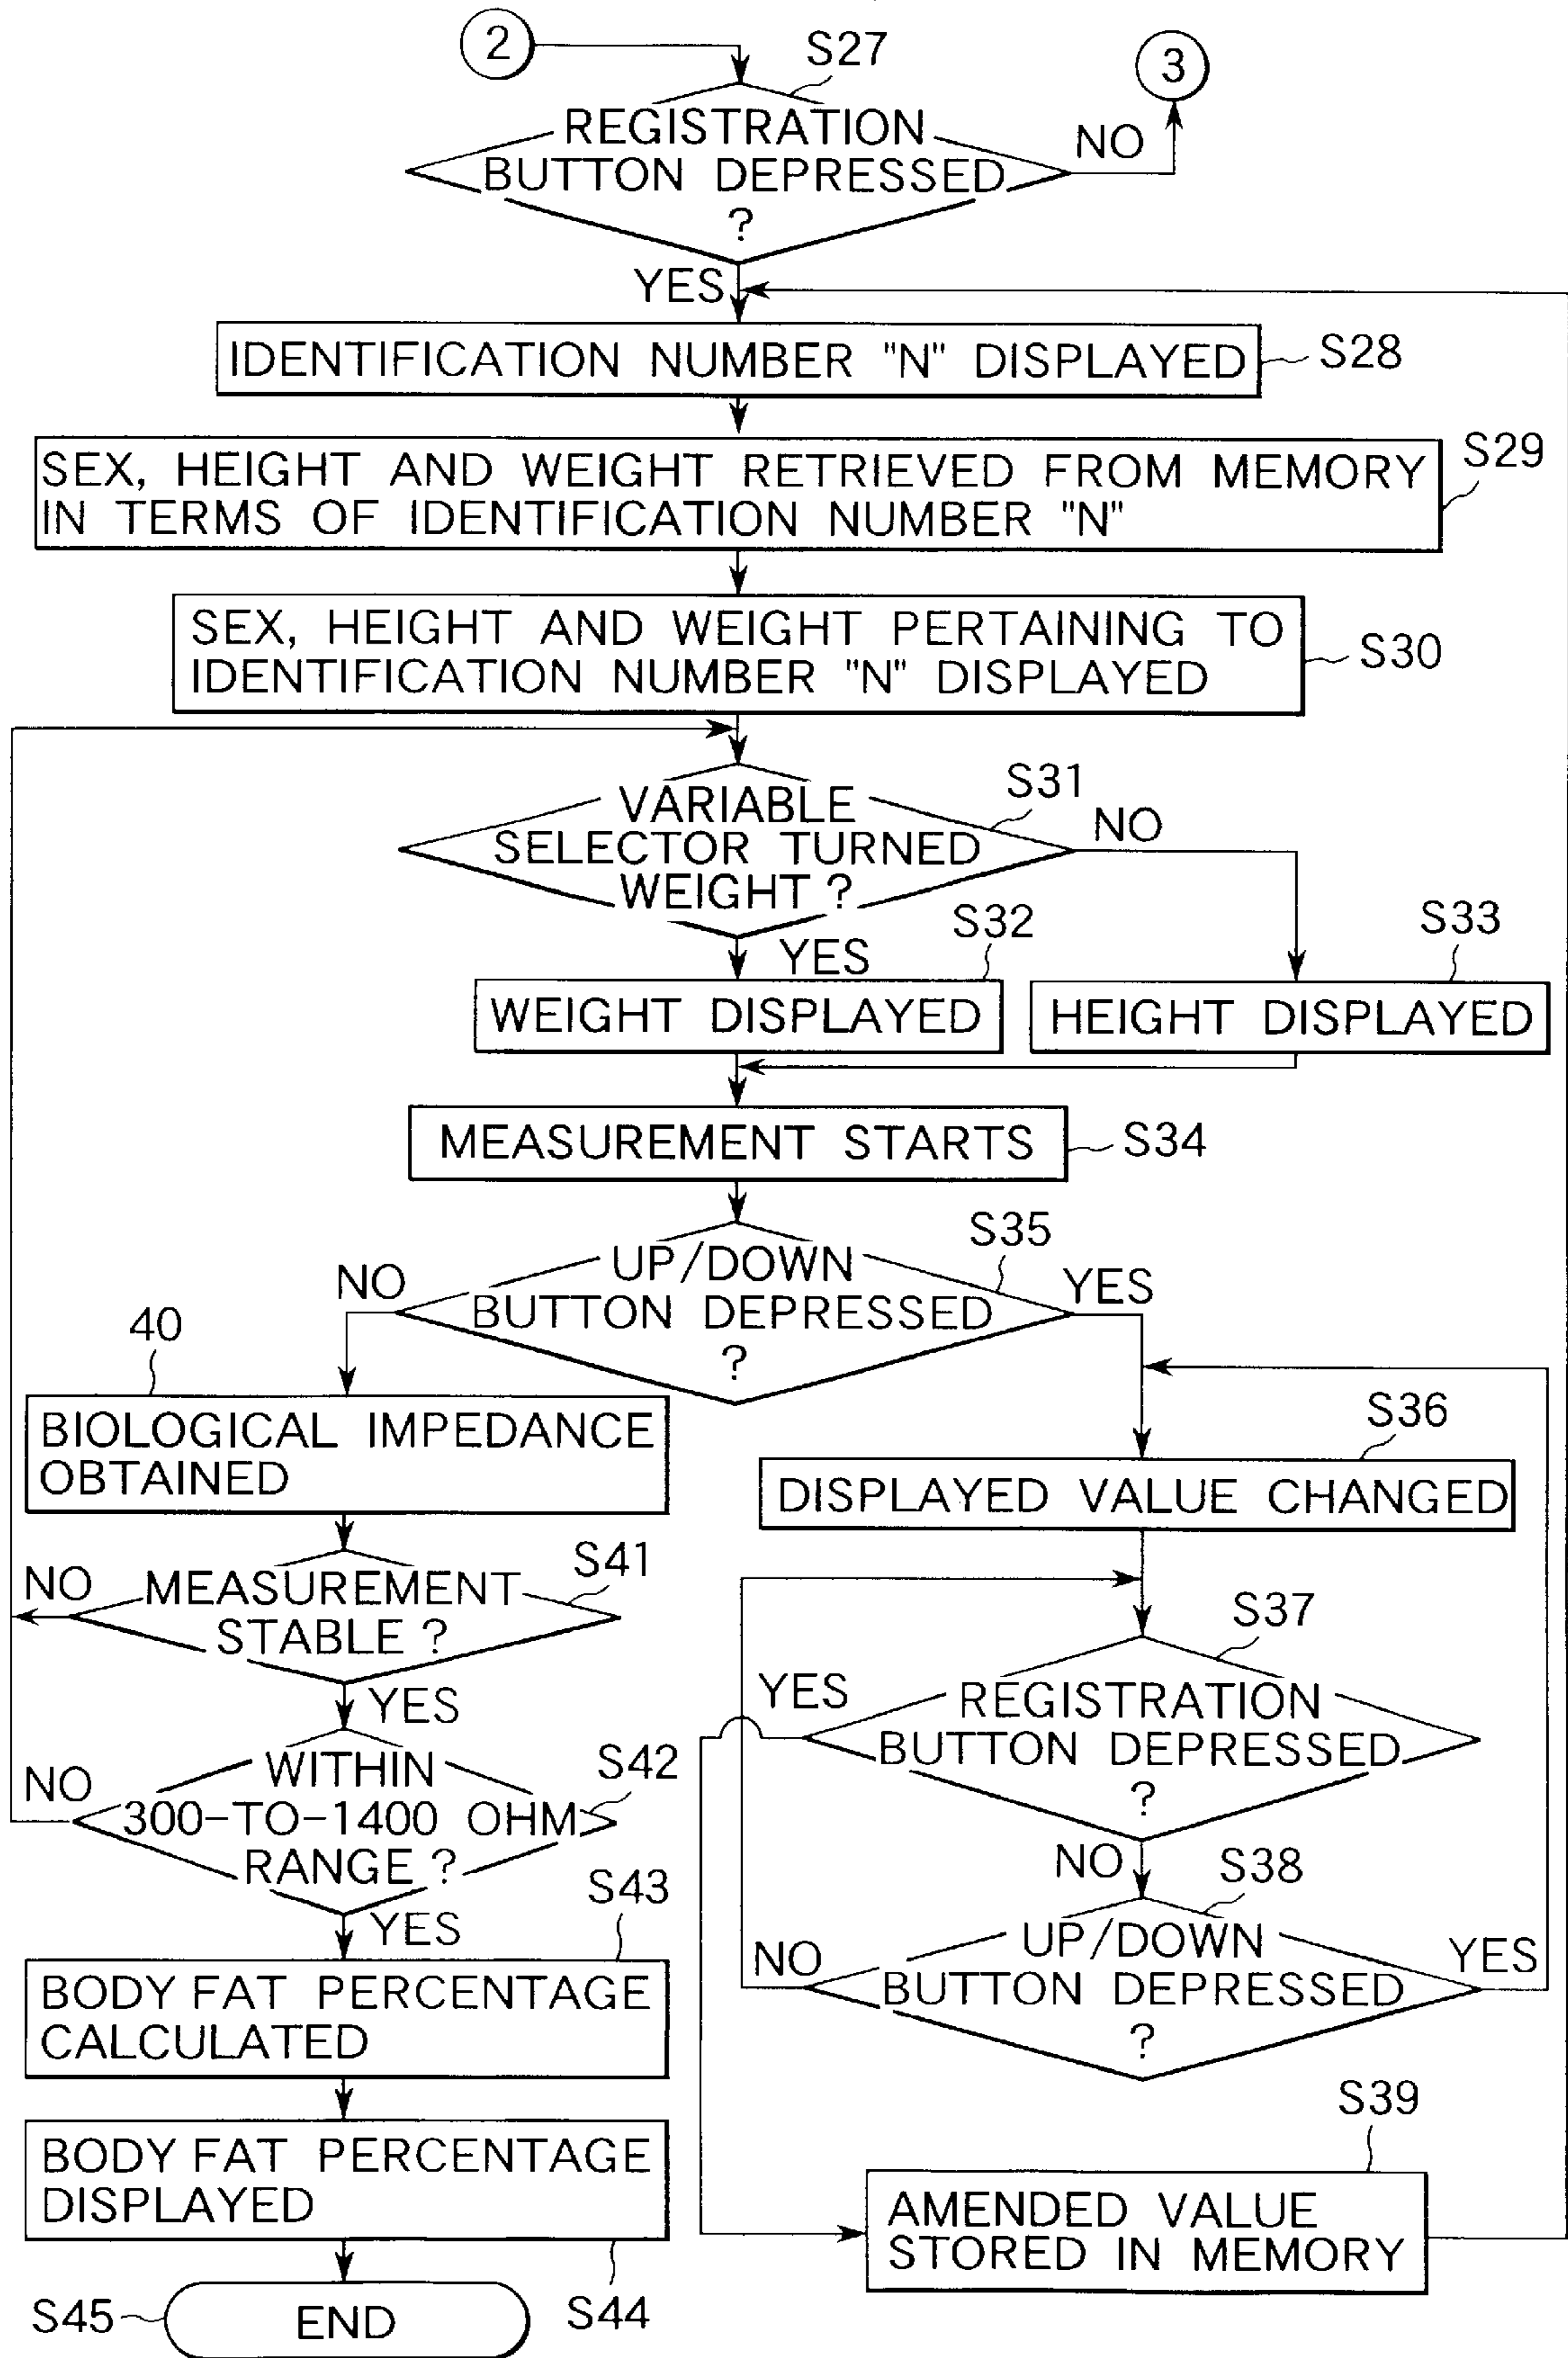 2
S27
3
REGISTRATION
BUTTON DEPRESSED
?
NO
YES
IDENTIFICATION NUMBER "N" DISPLAYED
S28
SEX, HEIGHT AND WEIGHT RETRIEVED FROM MEMORY
IN TERMS OF IDENTIFICATION NUMBER "N"
S29
SEX, HEIGHT AND WEIGHT PERTAINING TO
IDENTIFICATION NUMBER "N" DISPLAYED
S30
S31
VARIABLE
SELECTOR TURNED
WEIGHT ?
NO
YES
S32
S33
WEIGHT DISPLAYED
HEIGHT DISPLAYED
MEASUREMENT STARTS
S34
S35
UP/DOWN
BUTTON DEPRESSED
?
NO
YES
40
BIOLOGICAL IMPEDANCE
OBTAINED
S36
DISPLAYED VALUE CHANGED
S41
NO
MEASUREMENT
STABLE ?
YES
S37
YES
REGISTRATION
BUTTON DEPRESSED
?
NO
S42
NO
WITHIN
300-TO-1400 OHM
RANGE ?
YES
S38
UP/DOWN
BUTTON DEPRESSED
?
NO
YES
S43
BODY FAT PERCENTAGE
CALCULATED
BODY FAT PERCENTAGE
DISPLAYED
S44
S39
AMENDED VALUE
STORED IN MEMORY
S45
END